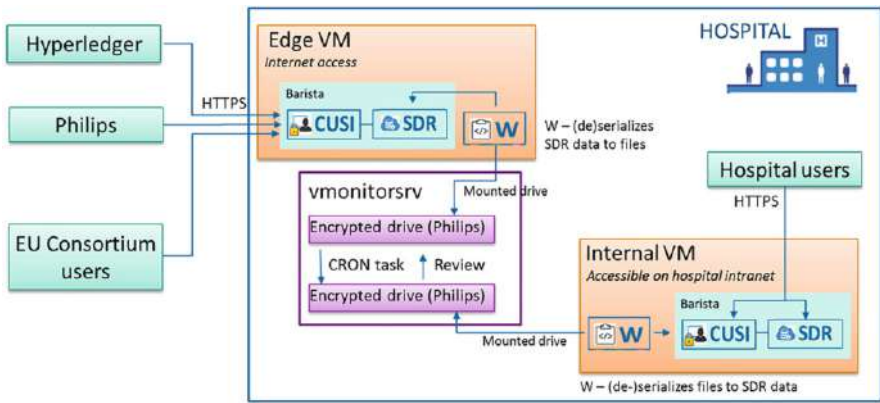 Hyperledger
Philips
EU Consortium
users
HTTPS
Edge VM
Internet access
Barista
CUSI
SDR
W
W – (de)serializes
SDR data to files
HOSPITAL
H
vmonitorsrv
Mounted drive
Encrypted drive (Philips)
CRON task
Review
Encrypted drive (Philips)
Hospital users
HTTPS
Internal VM
Accessible on hospital intranet
Barista
W
CUSI
SDR
Mounted drive
W – (de-)serializes files to SDR data